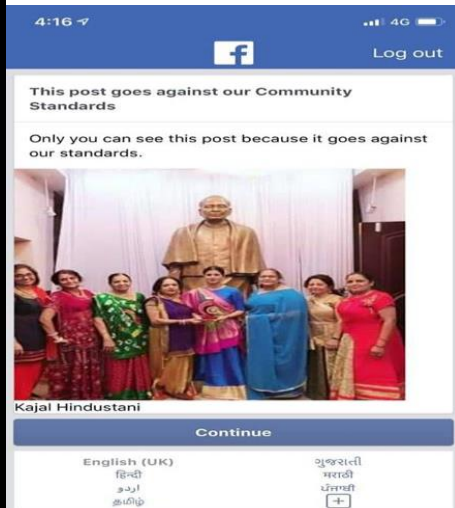 4:16
4G
f
Log out
This post goes against our Community
Standards
Only you can see this post because it goes against
our standards.
Kajal Hindustani
Continue
English (UK)
ગુજરાતી
हिन्दी
मराठी
اردو
ਪੰਜਾਬੀ
தமிழ்
+